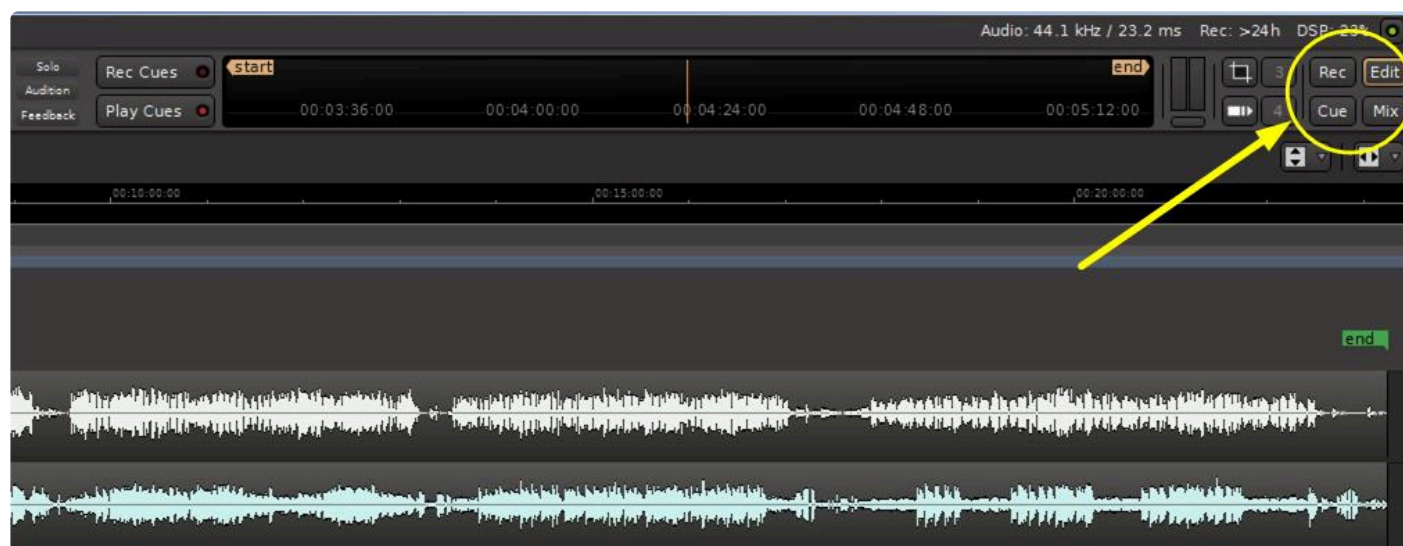 Audio: 44.1 kHz / 23.2 ms Rec: >24h DSP: 23%
Solo
Audition
Feedback
Rec Cues
Play Cues
start
end
00:03:36:00 00:04:00:00 00:04:24:00 00:04:48:00 00:05:12:00
3
4
Rec Edit
Cue Mix
00:10:00:00 00:15:00:00 00:20:00:00
end